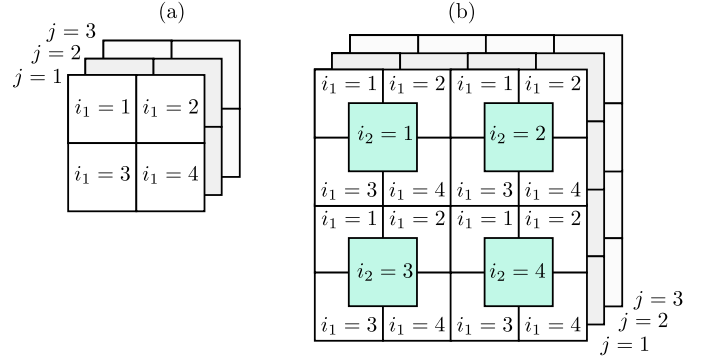 (a)
j = 3
j = 2
j = 1
i₁ = 1 i₁ = 2
i₁ = 3 i₁ = 4
(b)
i₁ = 1 i₁ = 2 i₁ = 1 i₁ = 2
i₂ = 1 i₂ = 2
i₁ = 3 i₁ = 4 i₁ = 3 i₁ = 4
i₁ = 1 i₁ = 2 i₁ = 1 i₁ = 2
i₂ = 3 i₂ = 4
i₁ = 3 i₁ = 4 i₁ = 3 i₁ = 4
j = 3
j = 2
j = 1